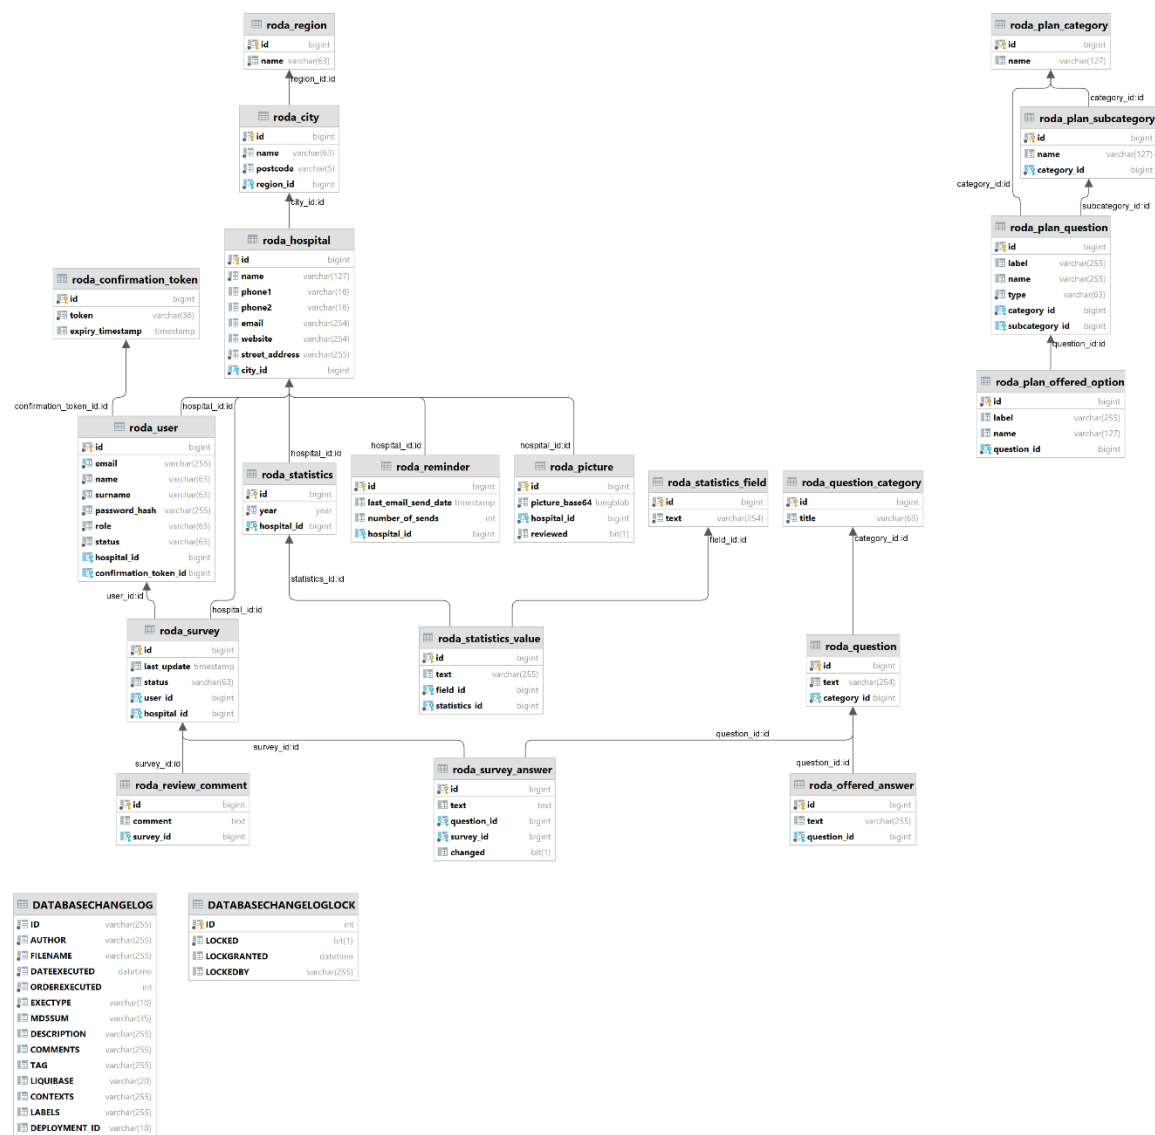 roda_region
id bigint
name varchar(63)
region_id:id
roda_city
id bigint
name varchar(63)
postcode varchar(5)
region_id bigint
city_id:id
roda_hospital
id bigint
name varchar(127)
phone1 varchar(16)
phone2 varchar(16)
email varchar(254)
website varchar(254)
street_address varchar(255)
city_id bigint
roda_plan_category
id bigint
name varchar(127)
category_id:id
roda_plan_subcategory
id bigint
name varchar(127)
category_id bigint
category_id:id
subcategory_id:id
roda_plan_question
id bigint
label varchar(255)
name varchar(255)
type varchar(63)
category_id bigint
subcategory_id bigint
question_id:id
roda_plan_offered_option
id bigint
label varchar(255)
name varchar(127)
question_id bigint
roda_confirmation_token
id bigint
token varchar(36)
expiry_timestamp timestamp
confirmation_token_id:id
hospital_id:id
roda_user
id bigint
email varchar(255)
name varchar(63)
surname varchar(63)
password_hash varchar(255)
role varchar(63)
status varchar(63)
hospital_id bigint
confirmation_token_id bigint
hospital_id:id
roda_statistics
id bigint
year year
hospital_id bigint
hospital_id:id
roda_reminder
id bigint
last_email_send_date timestamp
number_of_sends int
hospital_id bigint
hospital_id:id
roda_picture
id bigint
picture_base64 longblob
hospital_id bigint
reviewed bit(1)
roda_statistics_field
id bigint
text varchar(254)
field_id:id
roda_question_category
id bigint
title varchar(63)
category_id:id
user_id:id
hospital_id:id
statistics_id:id
roda_survey
id bigint
last_update timestamp
status varchar(63)
user_id bigint
hospital_id bigint
roda_statistics_value
id bigint
text varchar(255)
field_id bigint
statistics_id bigint
roda_question
id bigint
text varchar(254)
category_id bigint
survey_id:id
survey_id:id
question_id:id
question_id:id
roda_review_comment
id bigint
comment text
survey_id bigint
roda_survey_answer
id bigint
text text
question_id bigint
survey_id bigint
changed bit(1)
roda_offered_answer
id bigint
text varchar(255)
question_id bigint
DATABASECHANGELOG
ID varchar(255)
AUTHOR varchar(255)
FILENAME varchar(255)
DATEEXECUTED datetime
ORDEREXECUTED int
EXECTYPE varchar(10)
MD5SUM varchar(35)
DESCRIPTION varchar(255)
COMMENTS varchar(255)
TAG varchar(255)
LIQUIBASE varchar(20)
CONTEXTS varchar(255)
LABELS varchar(255)
DEPLOYMENT_ID varchar(10)
DATABASECHANGELOGLOCK
ID int
LOCKED bit(1)
LOCKGRANTED datetime
LOCKEDBY varchar(255)